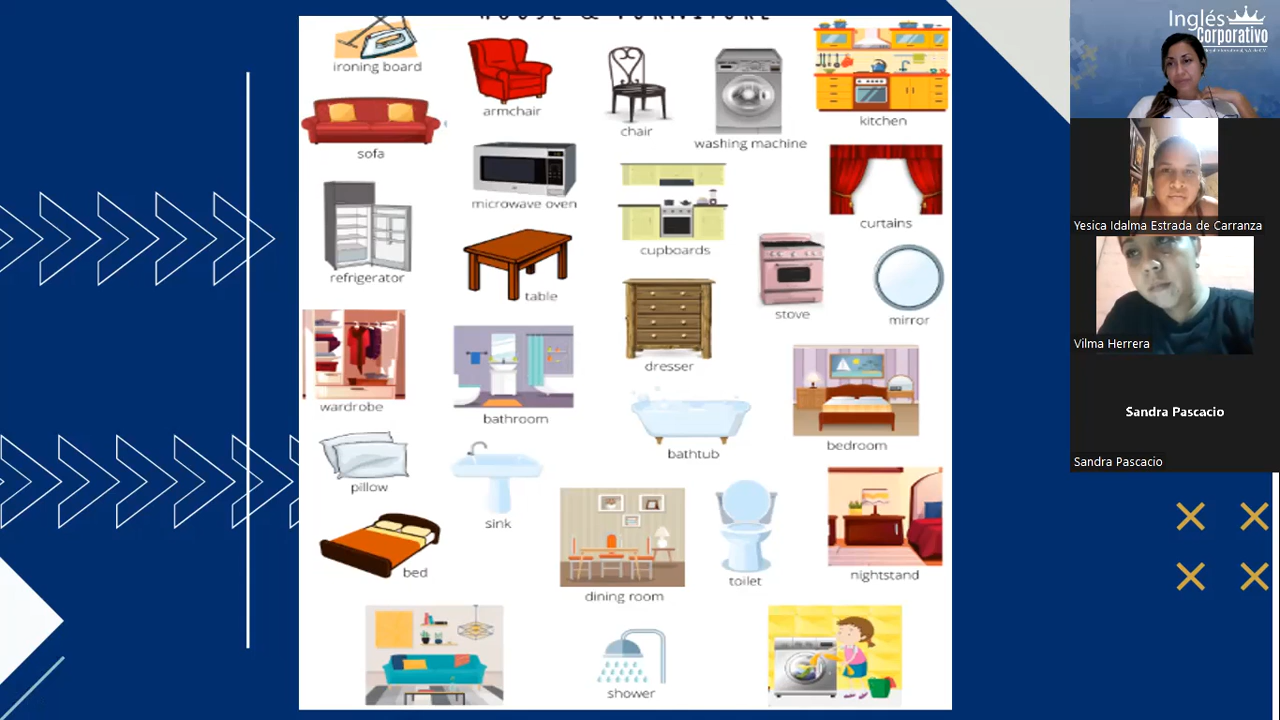 HOUSE & FURNITURE
ironing board
armchair
chair
washing machine
kitchen
sofa
microwave oven
cupboards
curtains
refrigerator
table
stove
mirror
dresser
wardrobe
bathroom
bathtub
bedroom
pillow
sink
bed
dining room
toilet
nightstand
shower
Inglés
Corporativo
Yesica Idalma Estrada de Carranza
Vilma Herrera
Sandra Pascacio
Sandra Pascacio